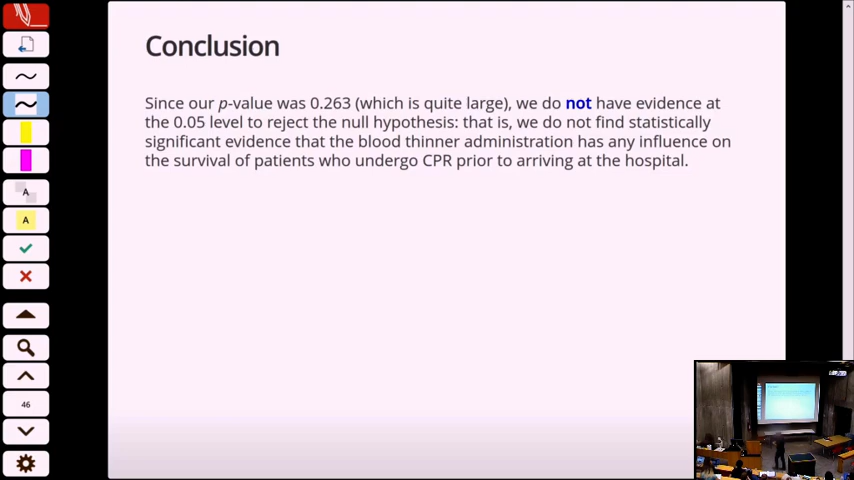 Conclusion
Since our p-value was 0.263 (which is quite large), we do not have evidence at
the 0.05 level to reject the null hypothesis: that is, we do not find statistically
significant evidence that the blood thinner administration has any influence on
the survival of patients who undergo CPR prior to arriving at the hospital.
A
A
46